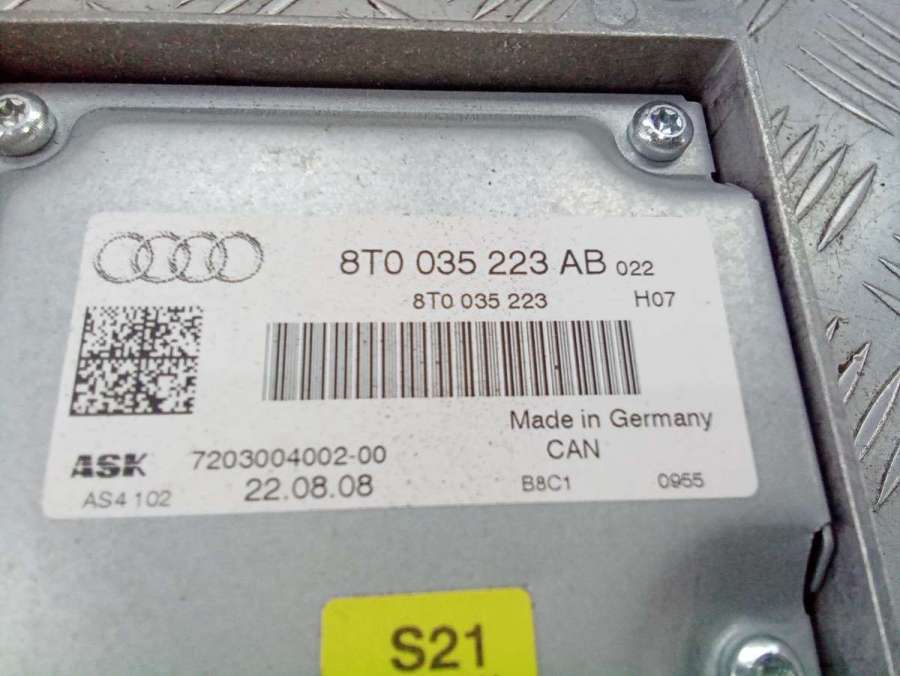 8T0 035 223 AB 022
8T0 035 223 H07
Made in Germany
CAN
ASK 7203004002-00
AS4 102 22.08.08 B8C1 0955
S21